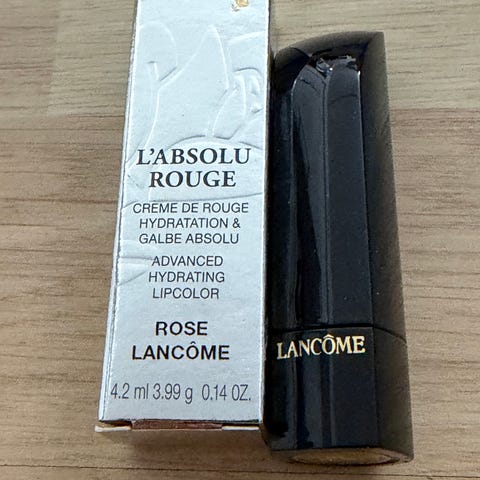 L'ABSOLU
ROUGE
CREME DE ROUGE
HYDRATATION &
GALBE ABSOLU
ADVANCED
HYDRATING
LIPCOLOR
ROSE
LANCÔME
4.2 ml 3.99 g 0.14 OZ.
LANCÔME